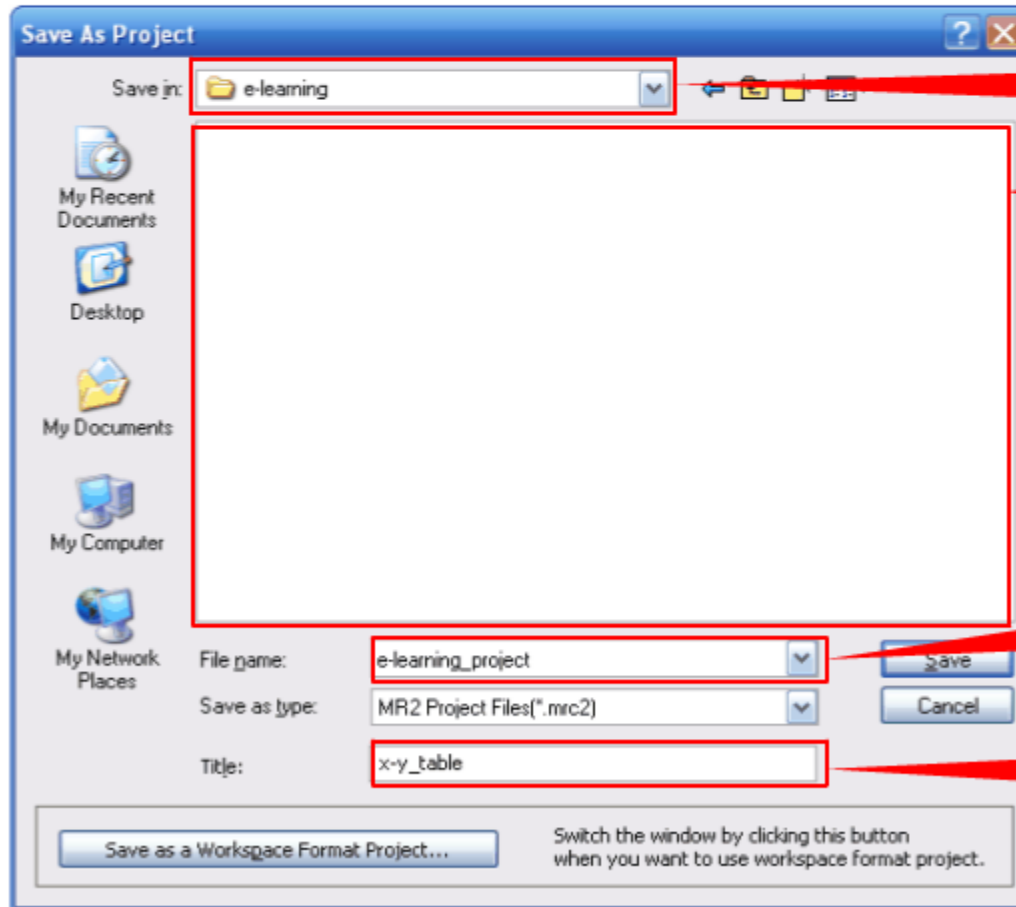 Save As Project
Save in:
e-learning
My Recent
Documents
Desktop
My Documents
My Computer
My Network
Places
File name:
e-learning_project
Save
Save as type:
MR2 Project Files(*.mrc2)
Cancel
Title:
x-y_table
Save as a Workspace Format Project...
Switch the window by clicking this button
when you want to use workspace format project.